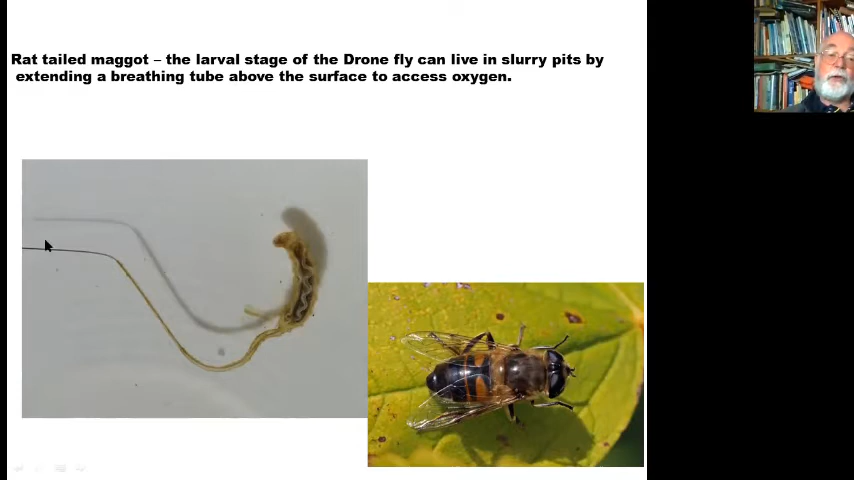 Rat tailed maggot – the larval stage of the Drone fly can live in slurry pits by
extending a breathing tube above the surface to access oxygen.